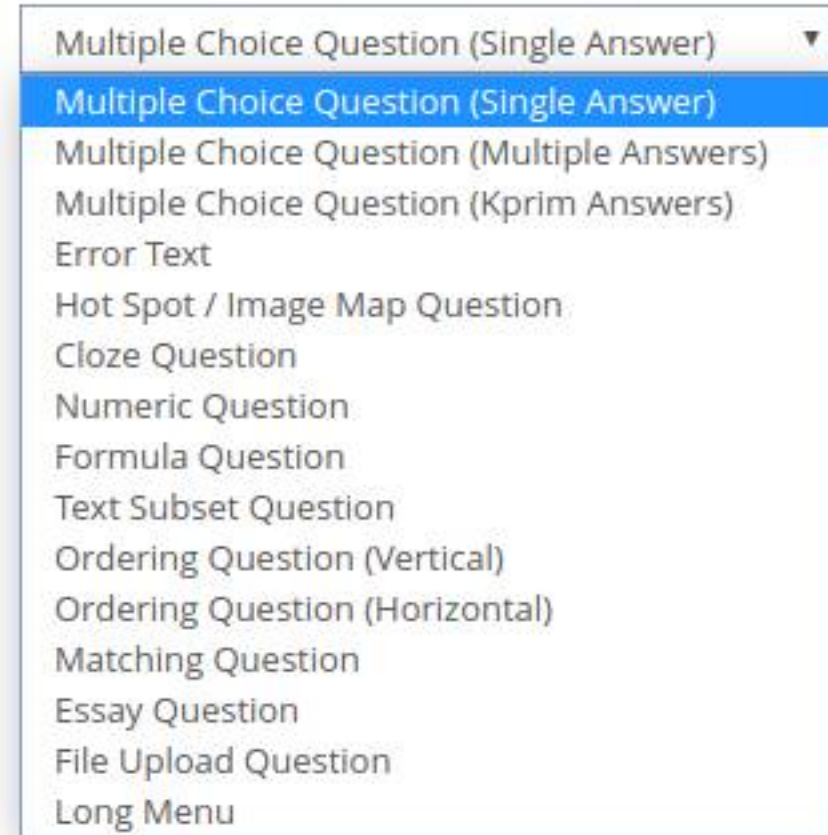 Multiple Choice Question (Single Answer)
Multiple Choice Question (Single Answer)
Multiple Choice Question (Multiple Answers)
Multiple Choice Question (Kprim Answers)
Error Text
Hot Spot / Image Map Question
Cloze Question
Numeric Question
Formula Question
Text Subset Question
Ordering Question (Vertical)
Ordering Question (Horizontal)
Matching Question
Essay Question
File Upload Question
Long Menu